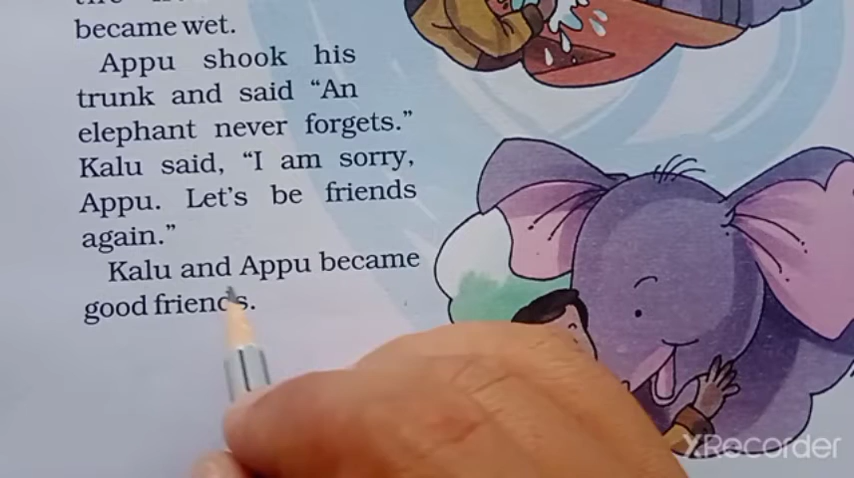 became wet.
Appu shook his
trunk and said “An
elephant never forgets.”
Kalu said, “I am sorry,
Appu. Let’s be friends
again.”
Kalu and Appu became
good friends.
XRecorder